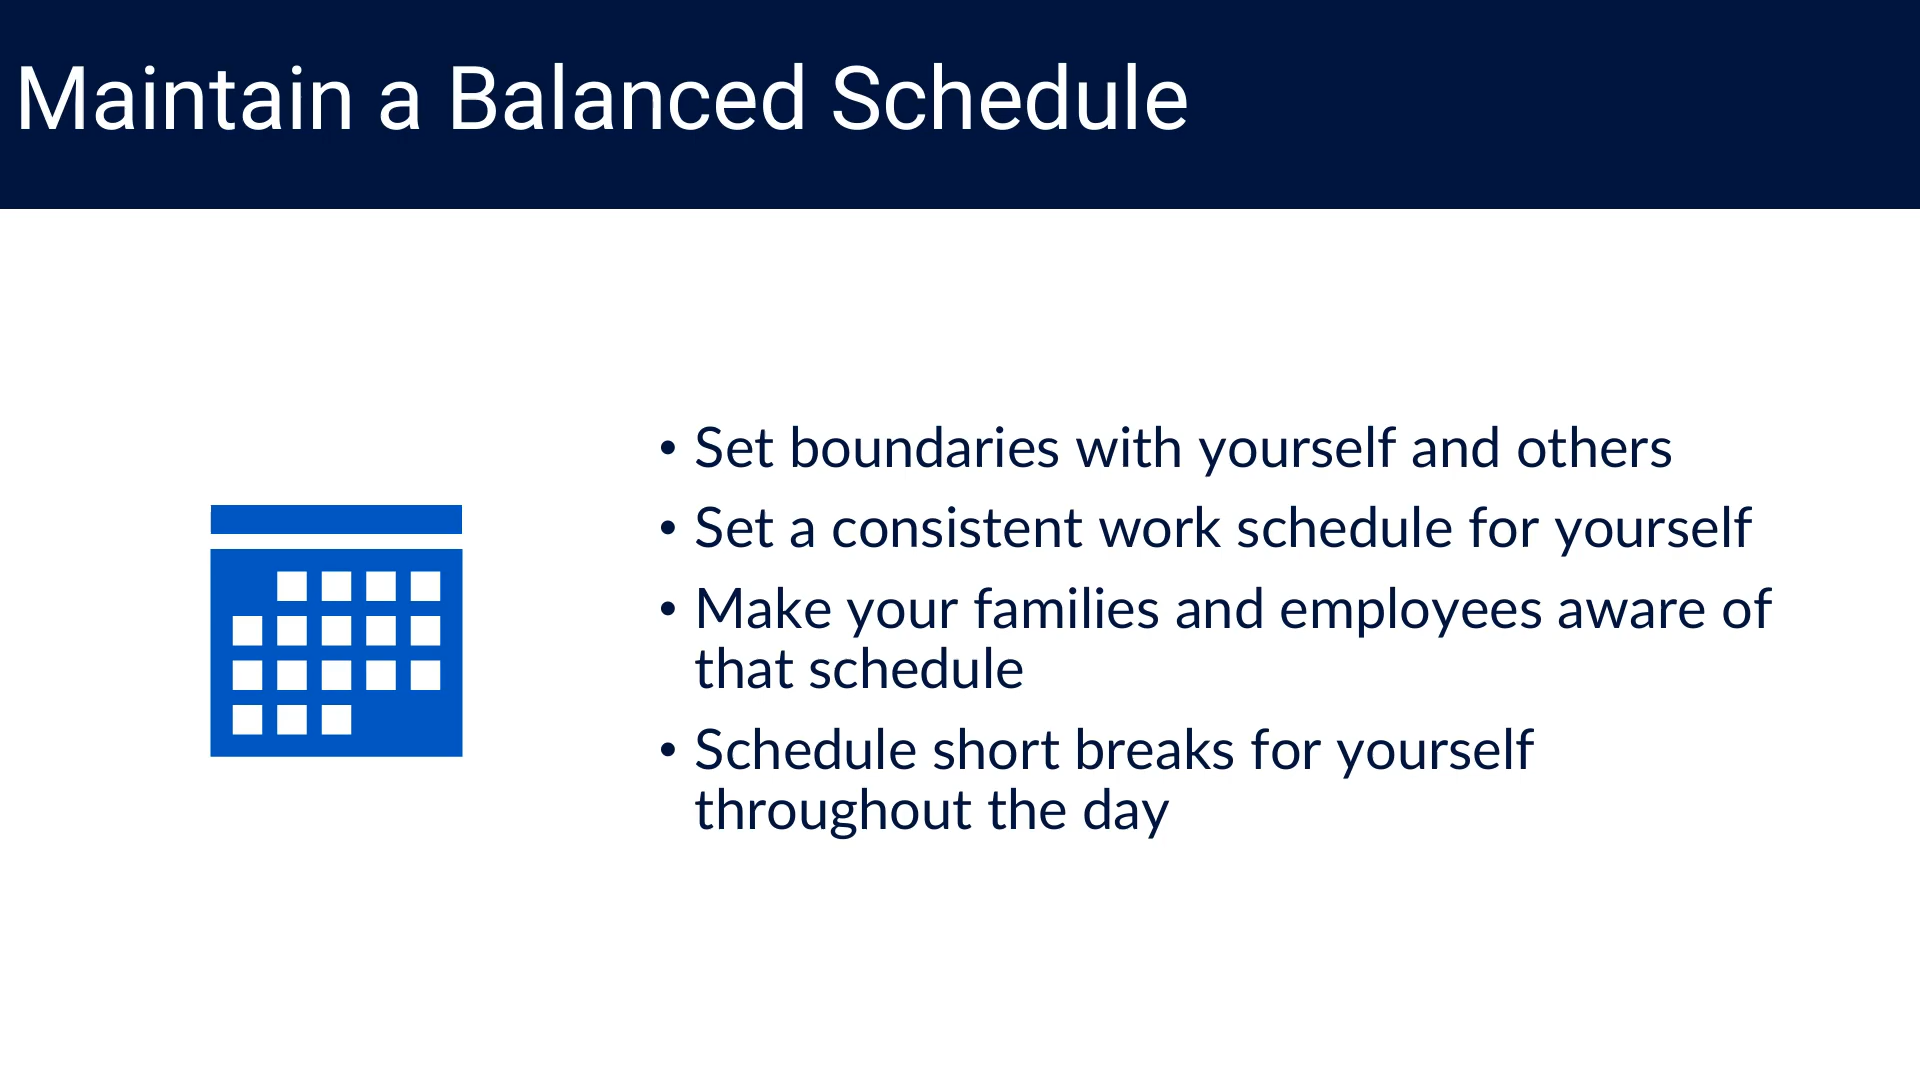 Maintain a Balanced Schedule
• Set boundaries with yourself and others
• Set a consistent work schedule for yourself
• Make your families and employees aware of
that schedule
• Schedule short breaks for yourself
throughout the day